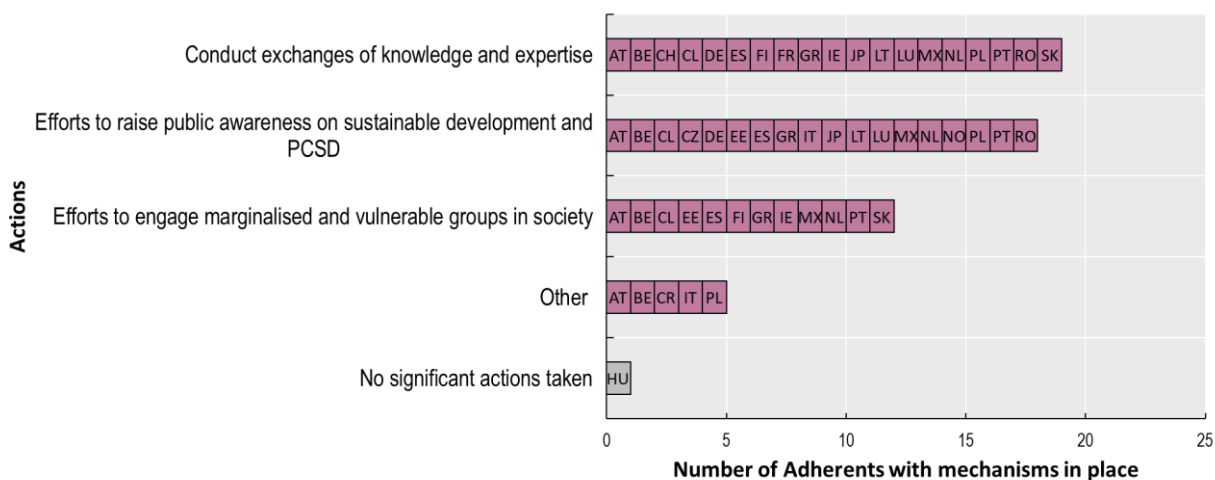 Conduct exchanges of knowledge and expertise
AT BE CH CL DE ES FI FR GR IE JP LT LU MX NL PL PT RO SK
Efforts to raise public awareness on sustainable development and
PCSD
AT BE CL CZ DE EE ES GR IT JP LT LU MX NL NO PL PT RO
Efforts to engage marginalised and vulnerable groups in society
AT BE CL EE ES FI GR IE MX NL PT SK
Other
AT BE CR IT PL
No significant actions taken
HU
Actions
0 5 10 15 20 25
Number of Adherents with mechanisms in place